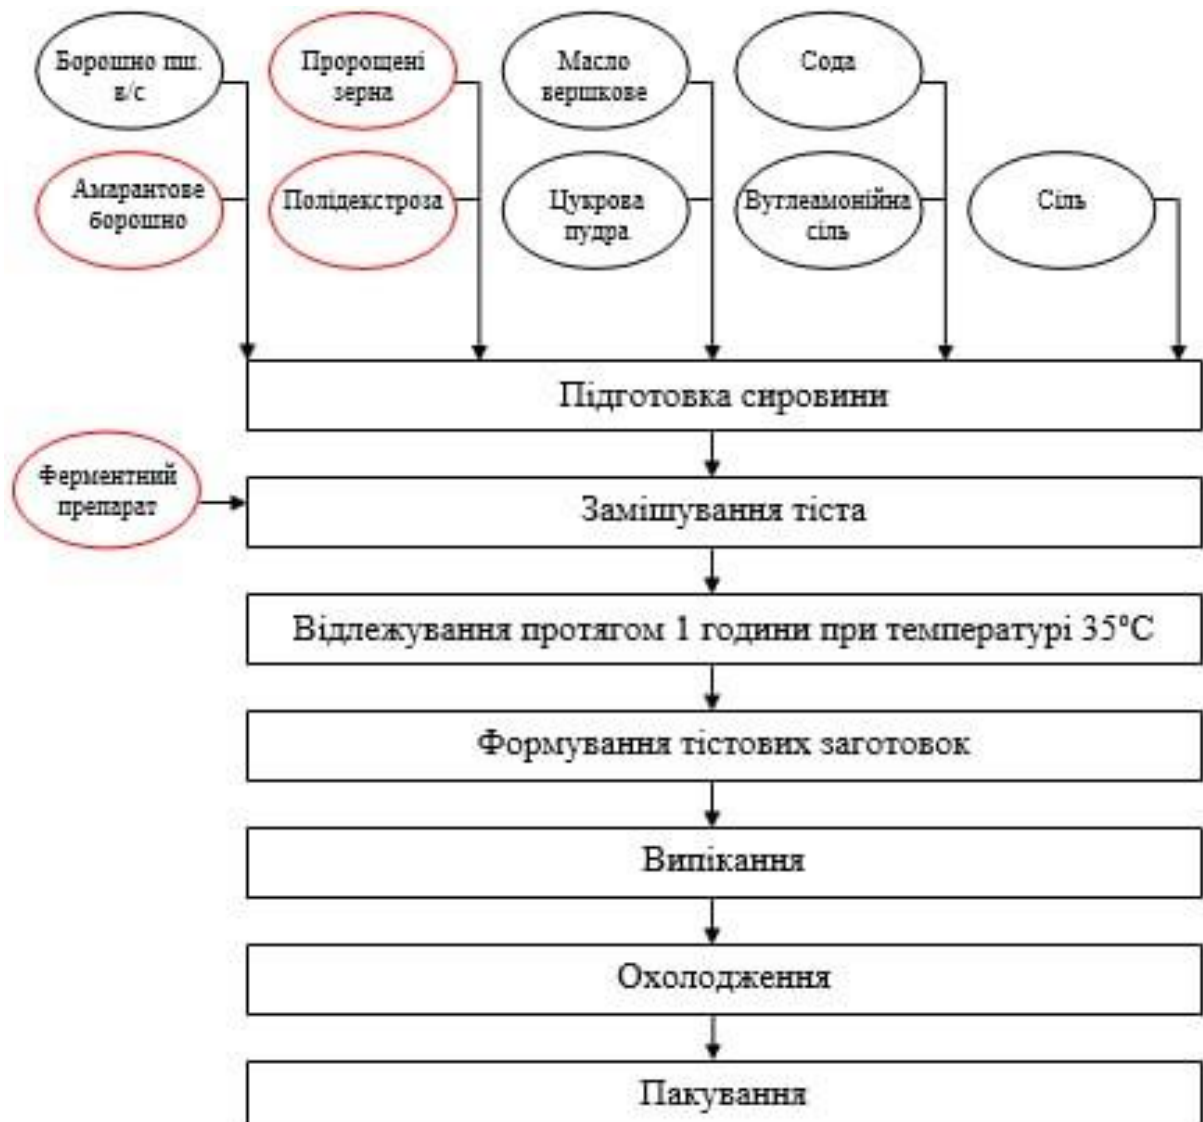 Борошно пш.
в/с
Пророщені
зерна
Масло
вершкове
Сода
Амарантове
борошно
Полідекстроза
Цукрова
пудра
Вуглеамонійна
сіль
Сіль
Підготовка сировини
Ферментний
препарат
Замішування тіста
Відлежування протягом 1 години при температурі 35°С
Формування тістових заготовок
Випікання
Охолодження
Пакування